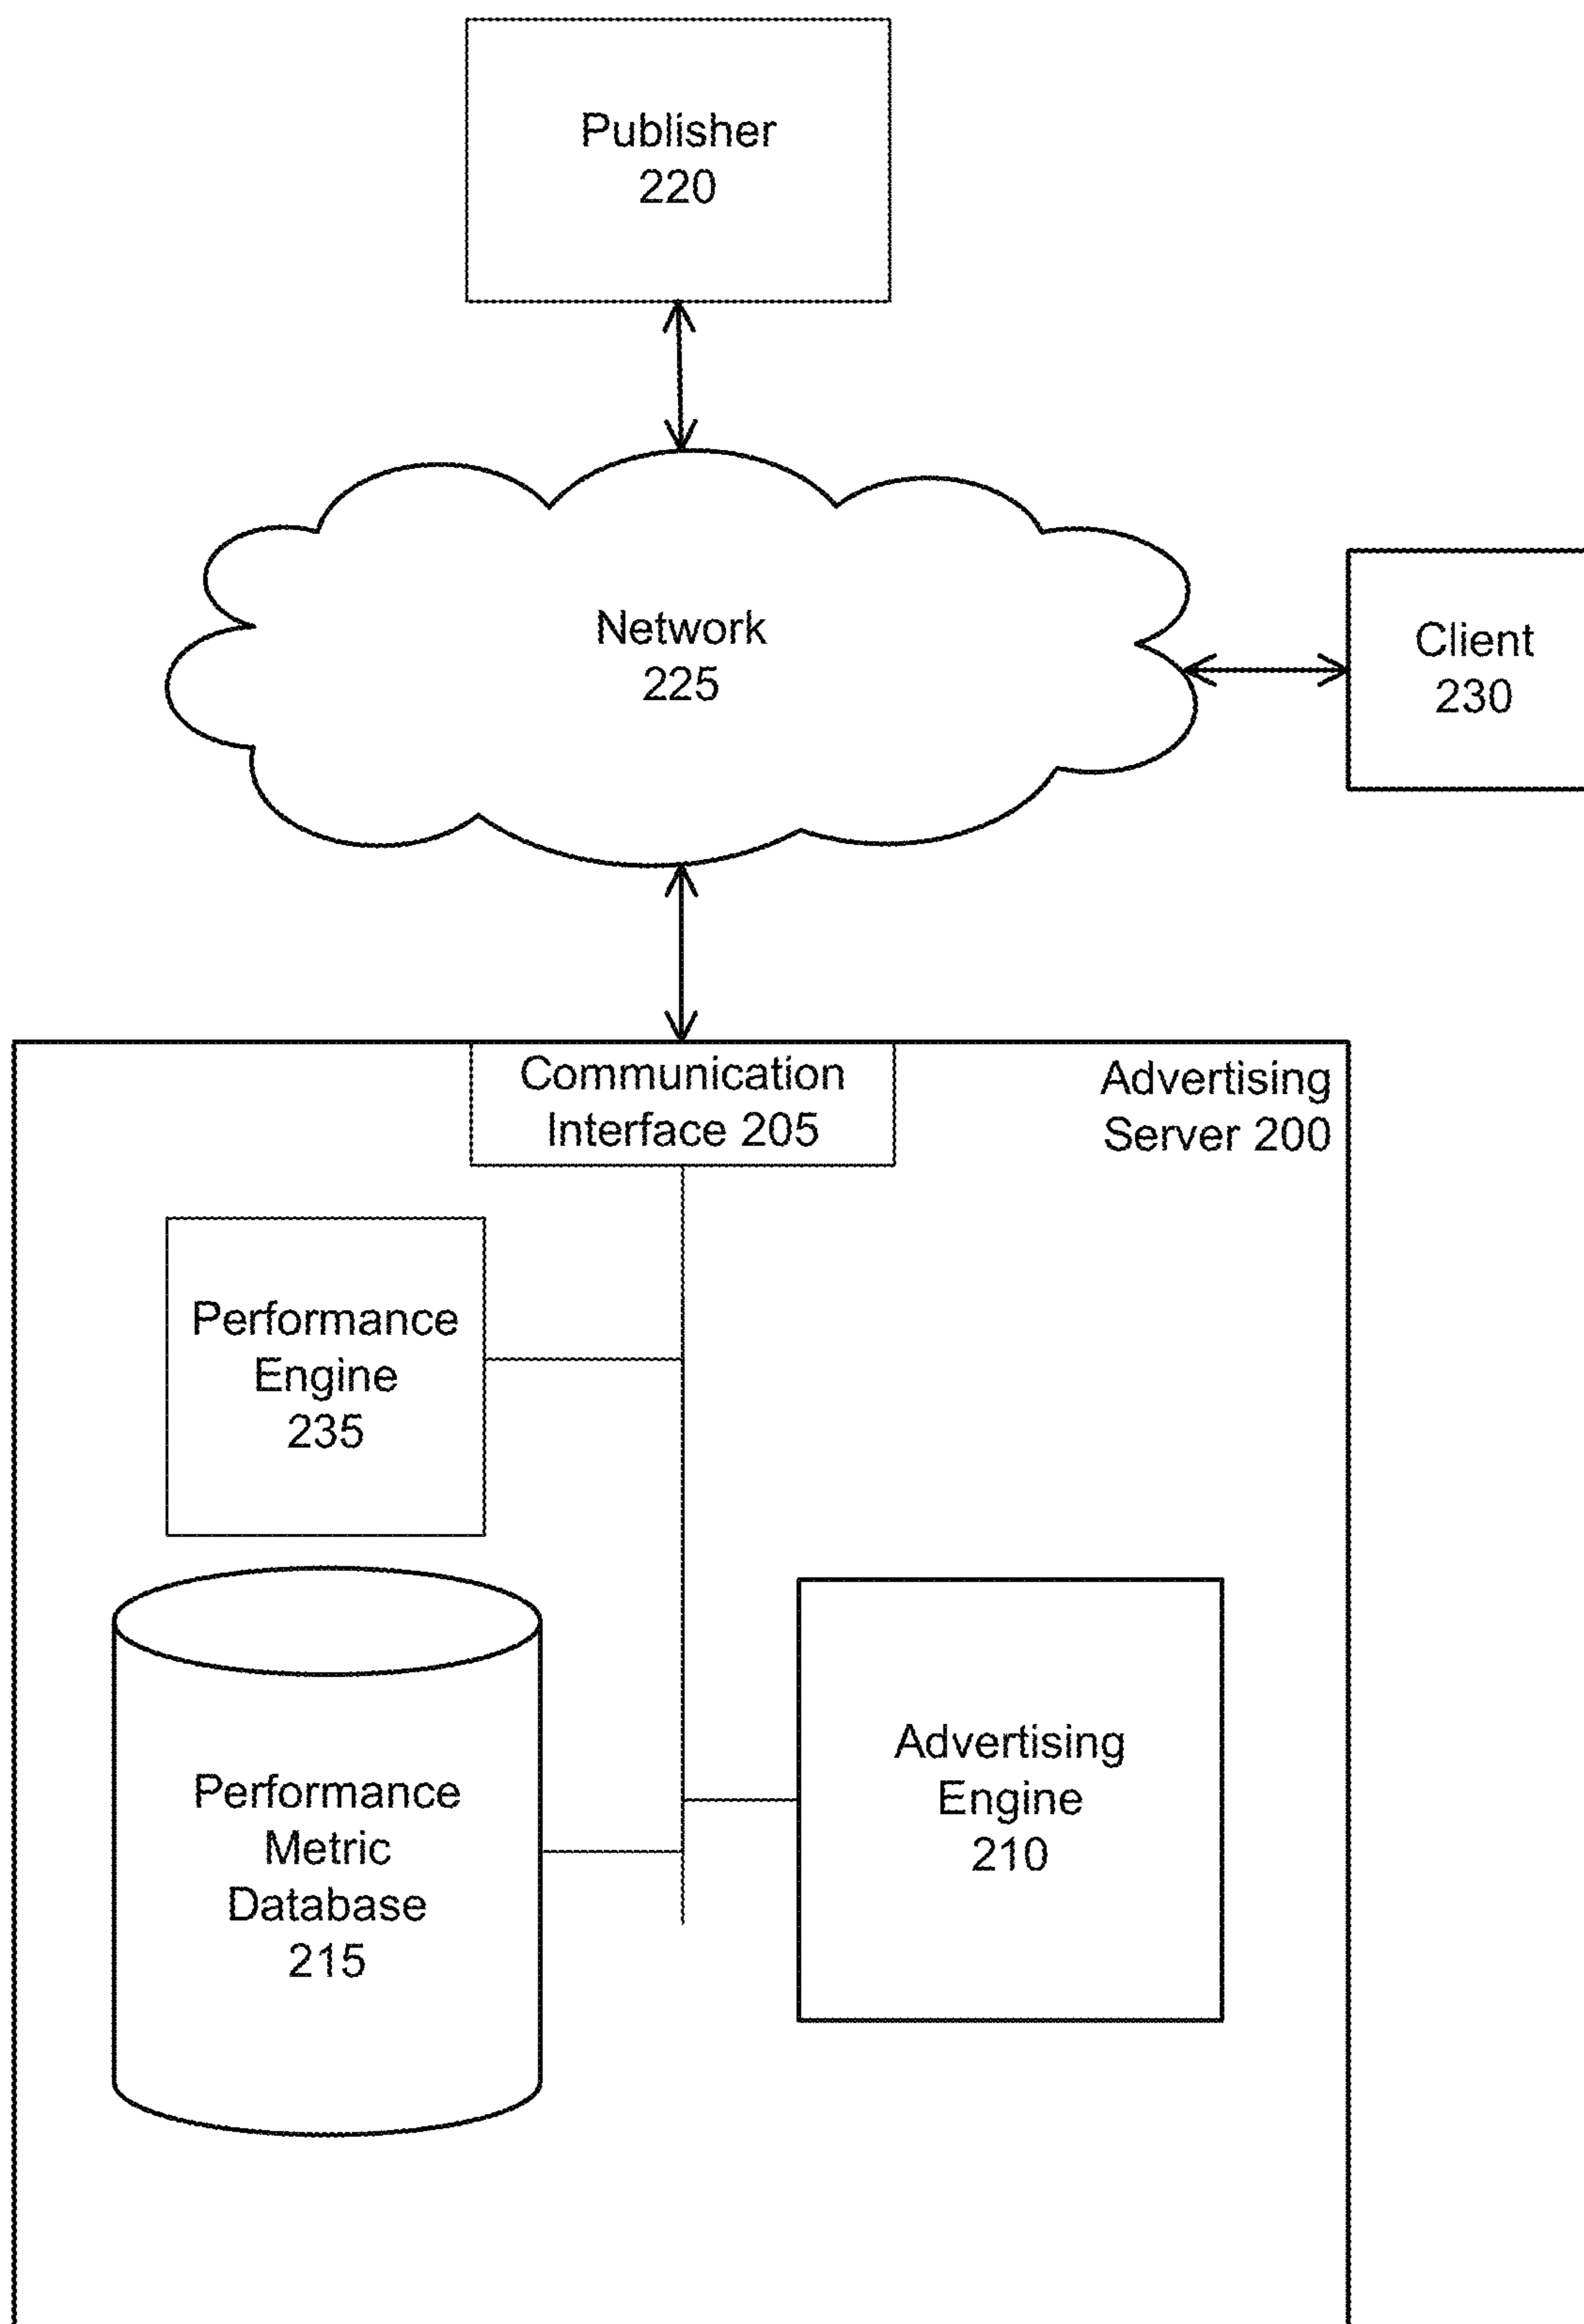 Publisher
220
Network
225
Client
230
Communication
Interface 205
Advertising
Server 200
Performance
Engine
235
Advertising
Engine
210
Performance
Metric
Database
215